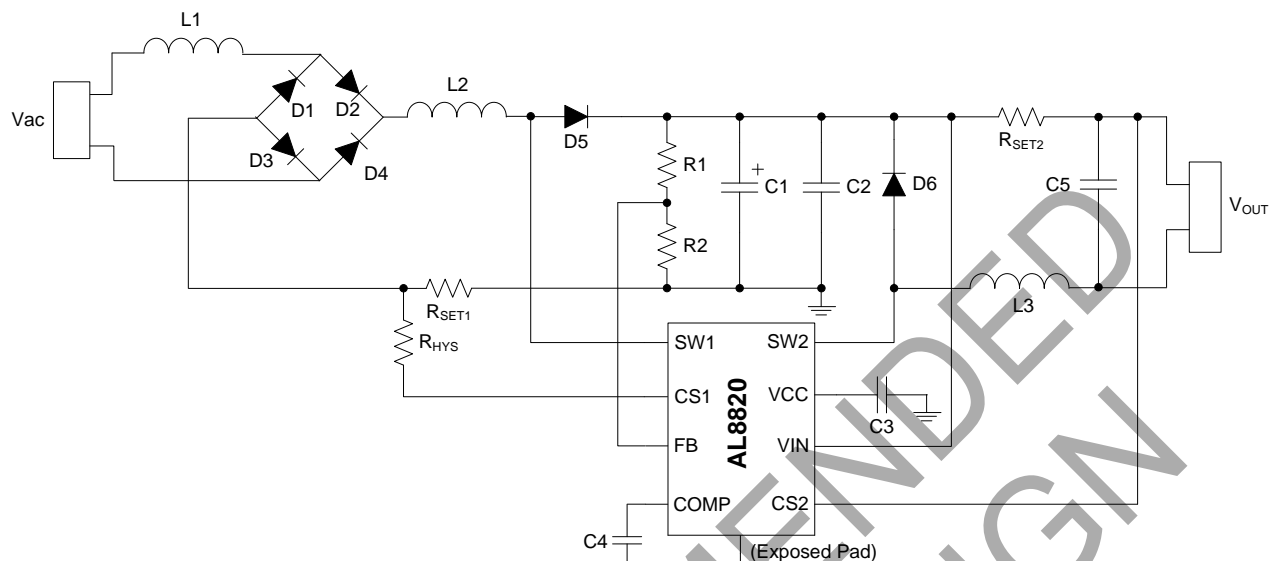 L1
Vac
D1
D2
D3
D4
L2
D5
R1
R2
C1
+
C2
D6
RSET2
C5
VOUT
RSET1
RHYS
L3
SW1
SW2
CS1
VCC
C3
AL8820
FB
VIN
COMP
CS2
C4
(Exposed Pad)